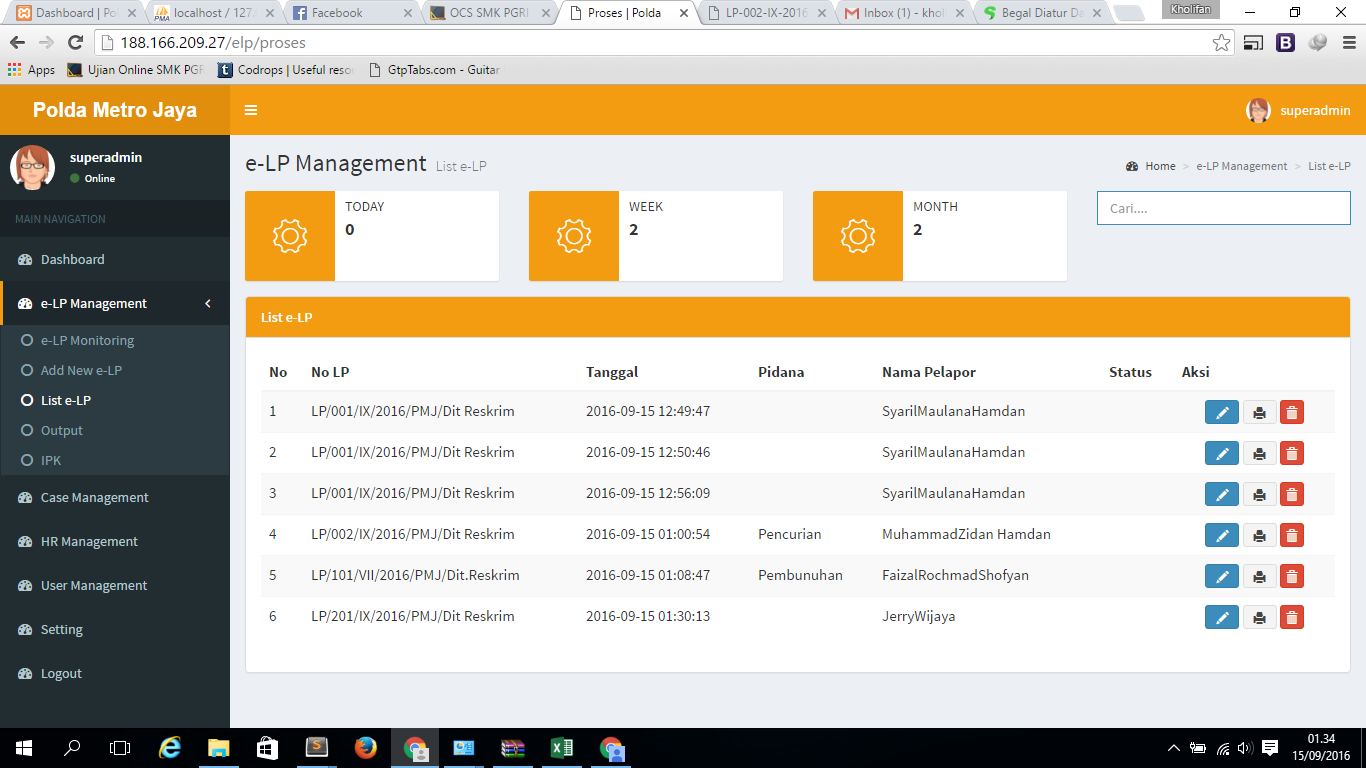 Dashboard | Pol
localhost / 127.
Facebook
OCS SMK PGRI
Proses | Polda
LP-002-IX-2016
Inbox (1) - khol
Begal Diatur Da
Kholifan
188.166.209.27/elp/proses
Apps
Ujian Online SMK PGR
Codrops | Useful reso
GtpTabs.com - Guitar
Polda Metro Jaya
superadmin
superadmin
Online
MAIN NAVIGATION
Dashboard
e-LP Management
e-LP Monitoring
Add New e-LP
List e-LP
Output
IPK
Case Management
HR Management
User Management
Setting
Logout
e-LP Management List e-LP
Home > e-LP Management > List e-LP
TODAY
0
WEEK
2
MONTH
2
Cari....
List e-LP
No No LP Tanggal Pidana Nama Pelapor Status Aksi
1 LP/001/IX/2016/PMJ/Dit Reskrim 2016-09-15 12:49:47 SyarilMaulanaHamdan
2 LP/001/IX/2016/PMJ/Dit Reskrim 2016-09-15 12:50:46 SyarilMaulanaHamdan
3 LP/001/IX/2016/PMJ/Dit Reskrim 2016-09-15 12:56:09 SyarilMaulanaHamdan
4 LP/002/IX/2016/PMJ/Dit Reskrim 2016-09-15 01:00:54 Pencurian MuhammadZidan Hamdan
5 LP/101/VII/2016/PMJ/Dit.Reskrim 2016-09-15 01:08:47 Pembunuhan FaizalRochmadShofyan
6 LP/201/IX/2016/PMJ/Dit Reskrim 2016-09-15 01:30:13 JerryWijaya
01.34
15/09/2016